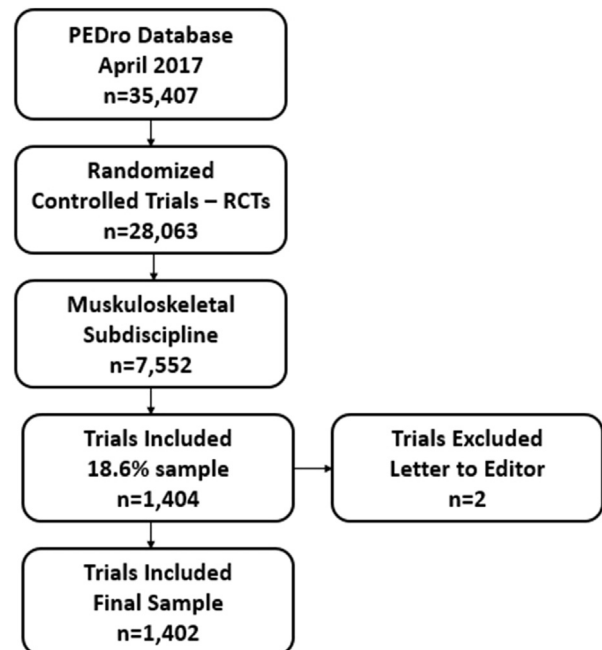 PEDro Database
April 2017
n=35,407
Randomized
Controlled Trials – RCTs
n=28,063
Muskuloskeletal
Subdiscipline
n=7,552
Trials Included
18.6% sample
n=1,404
Trials Excluded
Letter to Editor
n=2
Trials Included
Final Sample
n=1,402